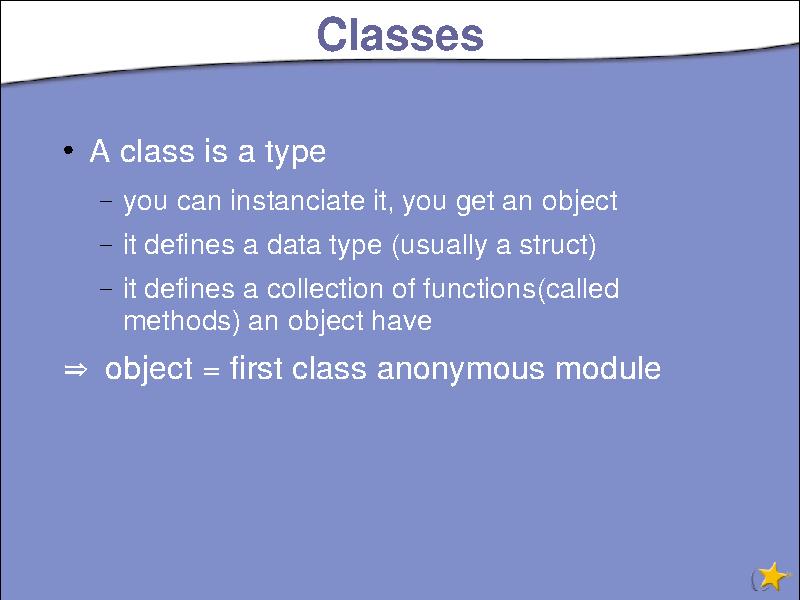 Classes
• A class is a type
– you can instanciate it, you get an object
– it defines a data type (usually a struct)
– it defines a collection of functions(called
methods) an object have
⇒ object = first class anonymous module